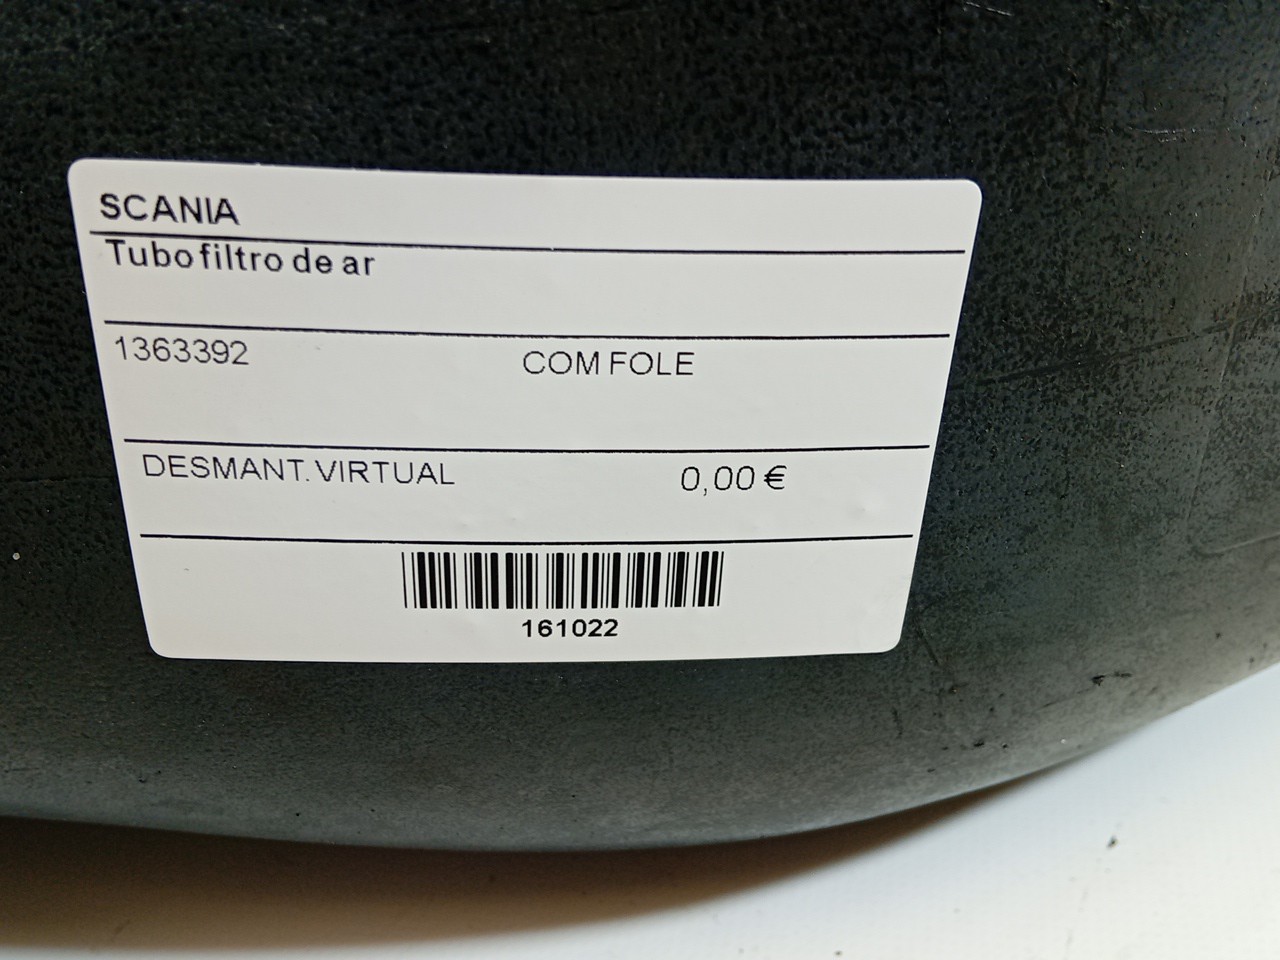 SCANIA
Tubo filtro de ar
1363392 COM FOLE
DESMANT. VIRTUAL 0,00 €
161022